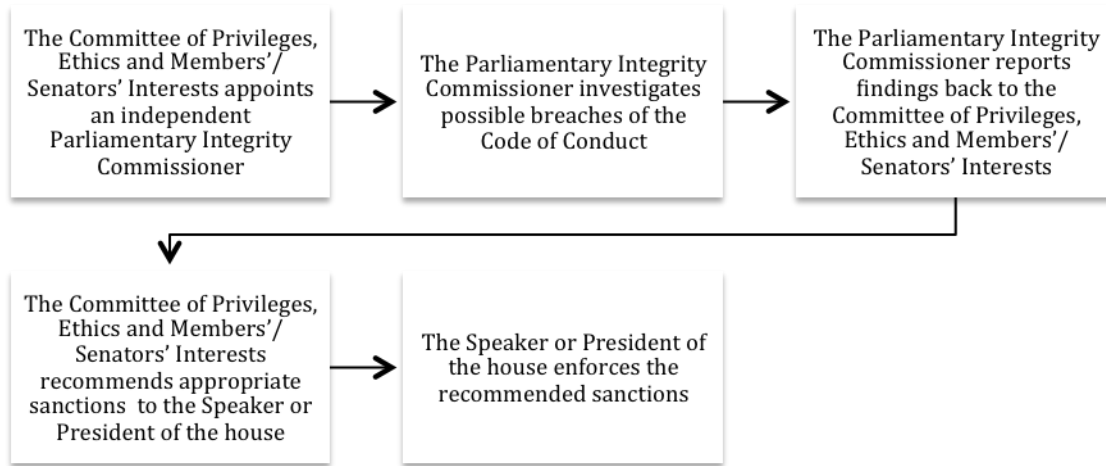 The Committee of Privileges,
Ethics and Members’/
Senators’ Interests appoints
an independent
Parliamentary Integrity
Commissioner
The Parliamentary Integrity
Commissioner investigates
possible breaches of the
Code of Conduct
The Parliamentary Integrity
Commissioner reports
findings back to the
Committee of Privileges,
Ethics and Members’/
Senators’ Interests
The Committee of Privileges,
Ethics and Members’/
Senators’ Interests
recommends appropriate
sanctions to the Speaker or
President of the house
The Speaker or President of
the house enforces the
recommended sanctions